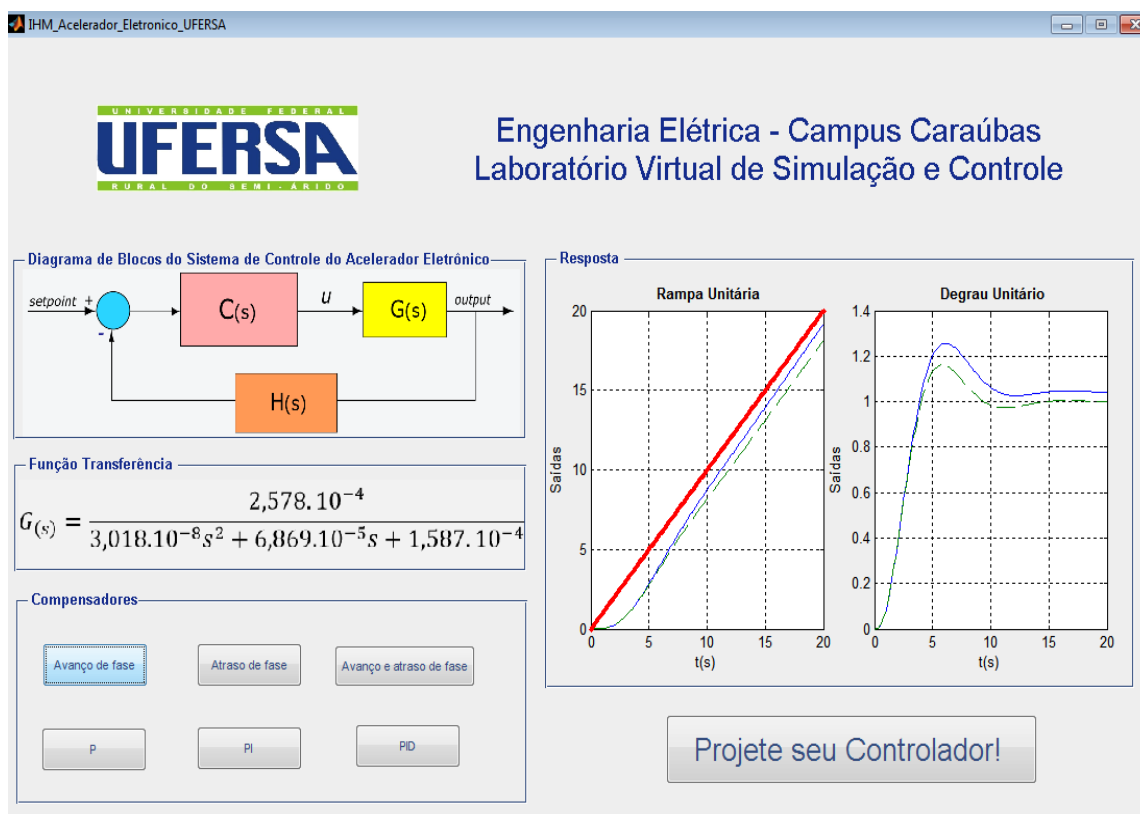 IHM_Acelerador_Eletronico_UFERSA
UNIVERSIDADE FEDERAL
UFERSA
RURAL DO SEMI-ÁRIDO
Engenharia Elétrica - Campus Caraúbas
Laboratório Virtual de Simulação e Controle
Diagrama de Blocos do Sistema de Controle do Acelerador Eletrônico
setpoint + C(s) u G(s) output
-
H(s)
Função Transferência
2,578.10⁻⁴
G(s) =
3,018.10⁻⁸s² + 6,869.10⁻⁵s + 1,587.10⁻⁴
Compensadores
Avanço de fase
Atraso de fase
Avanço e atraso de fase
P
PI
PID
Resposta
Rampa Unitária
20
15
10
5
0
Saídas
0 5 10 15 20
t(s)
Degrau Unitário
1.4
1.2
1
0.8
0.6
0.4
0.2
0
Saídas
0 5 10 15 20
t(s)
Projete seu Controlador!